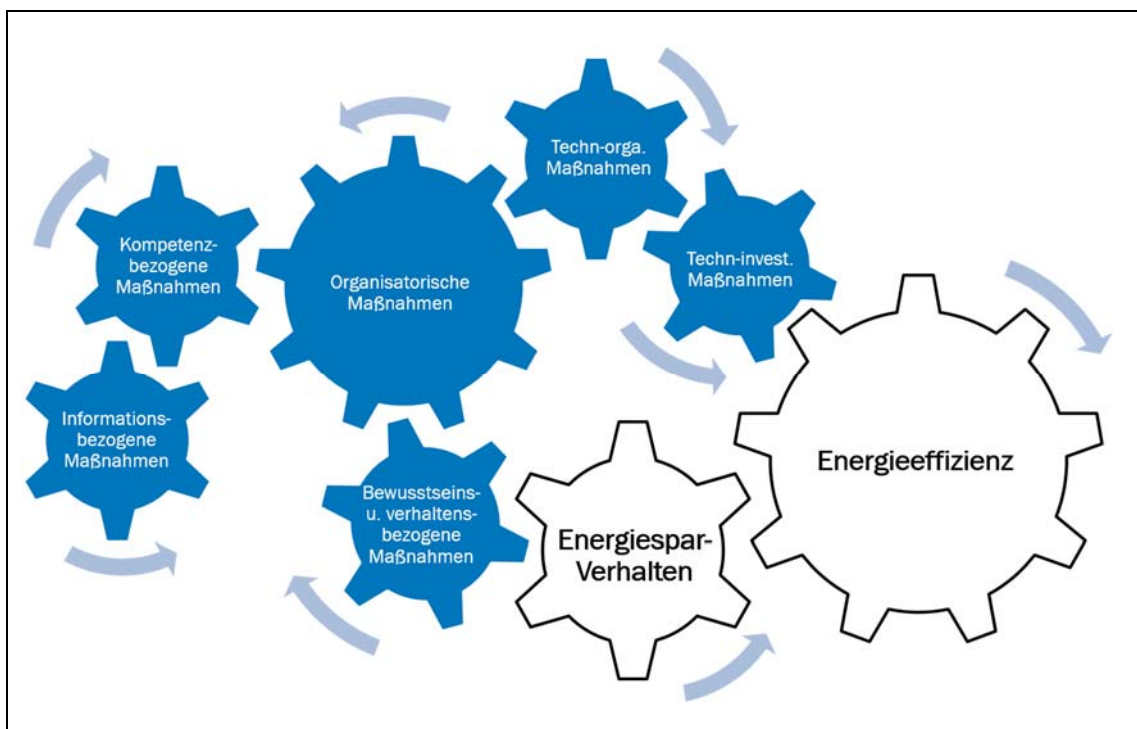 Techn-orga.
Maßnahmen
Kompetenz-
bezogene
Maßnahmen
Organisatorische
Maßnahmen
Techn-invest.
Maßnahmen
Informations-
bezogene
Maßnahmen
Energieeffizienz
Bewusstseins-
u. verhaltens-
bezogene
Maßnahmen
Energiespar-
Verhalten